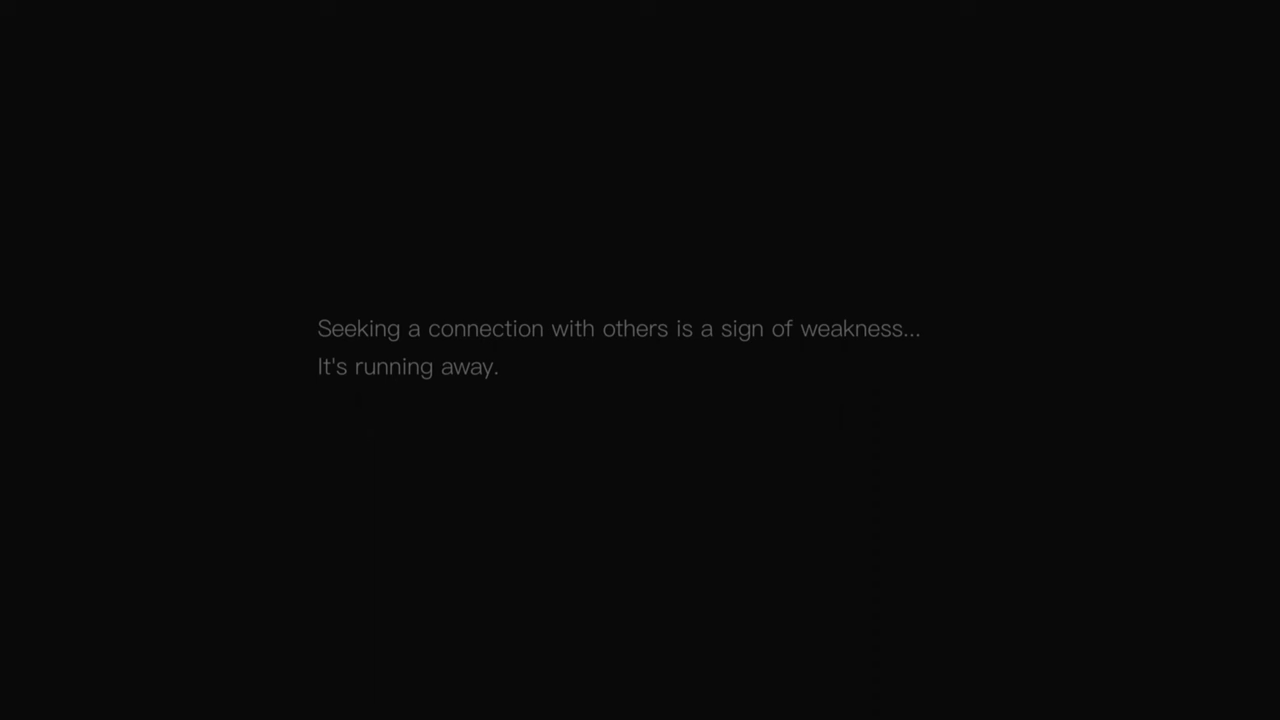 Seeking a connection with others is a sign of weakness...
It's running away.